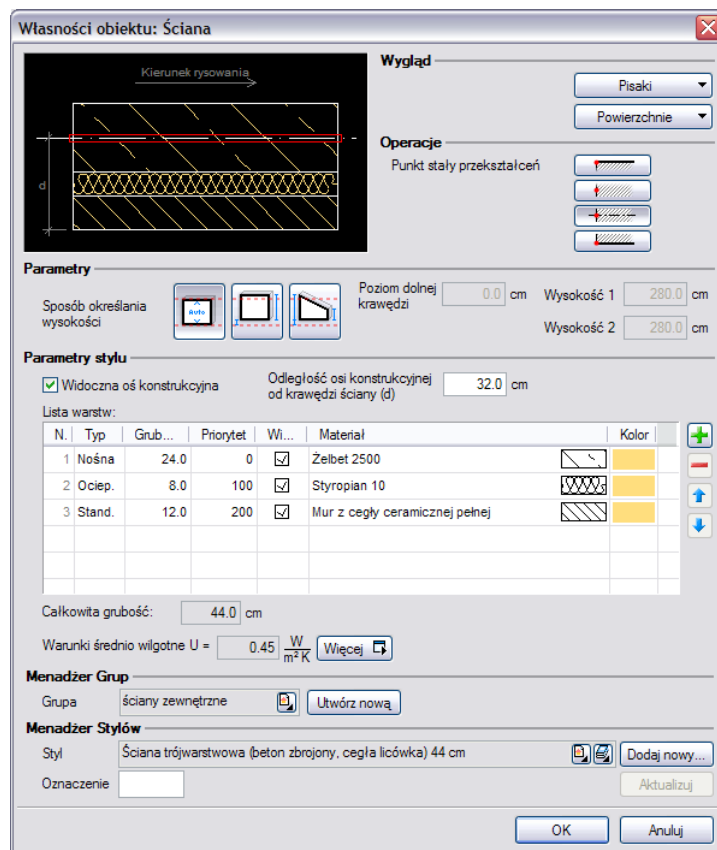 Własności obiektu: Ściana
Kierunek rysowania
d
Wygląd
Pisaki
Powierzchnie
Operacje
Punkt stały przekształceń
Parametry
Sposób określania
wysokości
Auto
Poziom dolnej
krawędzi
0.0 cm
Wysokość 1 280.0 cm
Wysokość 2 280.0 cm
Parametry stylu
Widoczna oś konstrukcyjna
Odległość osi konstrukcyjnej
od krawędzi ściany (d)
32.0 cm
Lista warstw:
N. Typ Grub... Priorytet Wi... Materiał Kolor
1 Nośna 24.0 0 Żelbet 2500
2 Ociep. 8.0 100 Styropian 10
3 Stand. 12.0 200 Mur z cegły ceramicznej pełnej
Całkowita grubość: 44.0 cm
Warunki średnio wilgotne U = 0.45 W/m² K Więcej
Menadżer Grup
Grupa ściany zewnętrzne Utwórz nową
Menadżer Stylów
Styl Ściana trójwarstwowa (beton zbrojony, cegła licówka) 44 cm Dodaj nowy...
Oznaczenie Aktualizuj
OK Anuluj